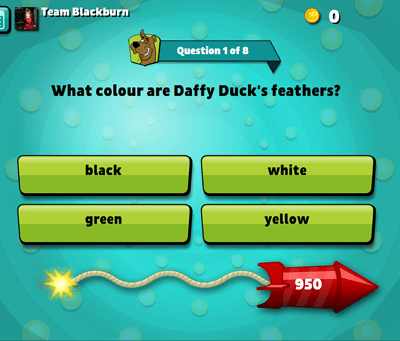 Team Blackburn
0
Question 1 of 8
What colour are Daffy Duck's feathers?
black
white
green
yellow
950